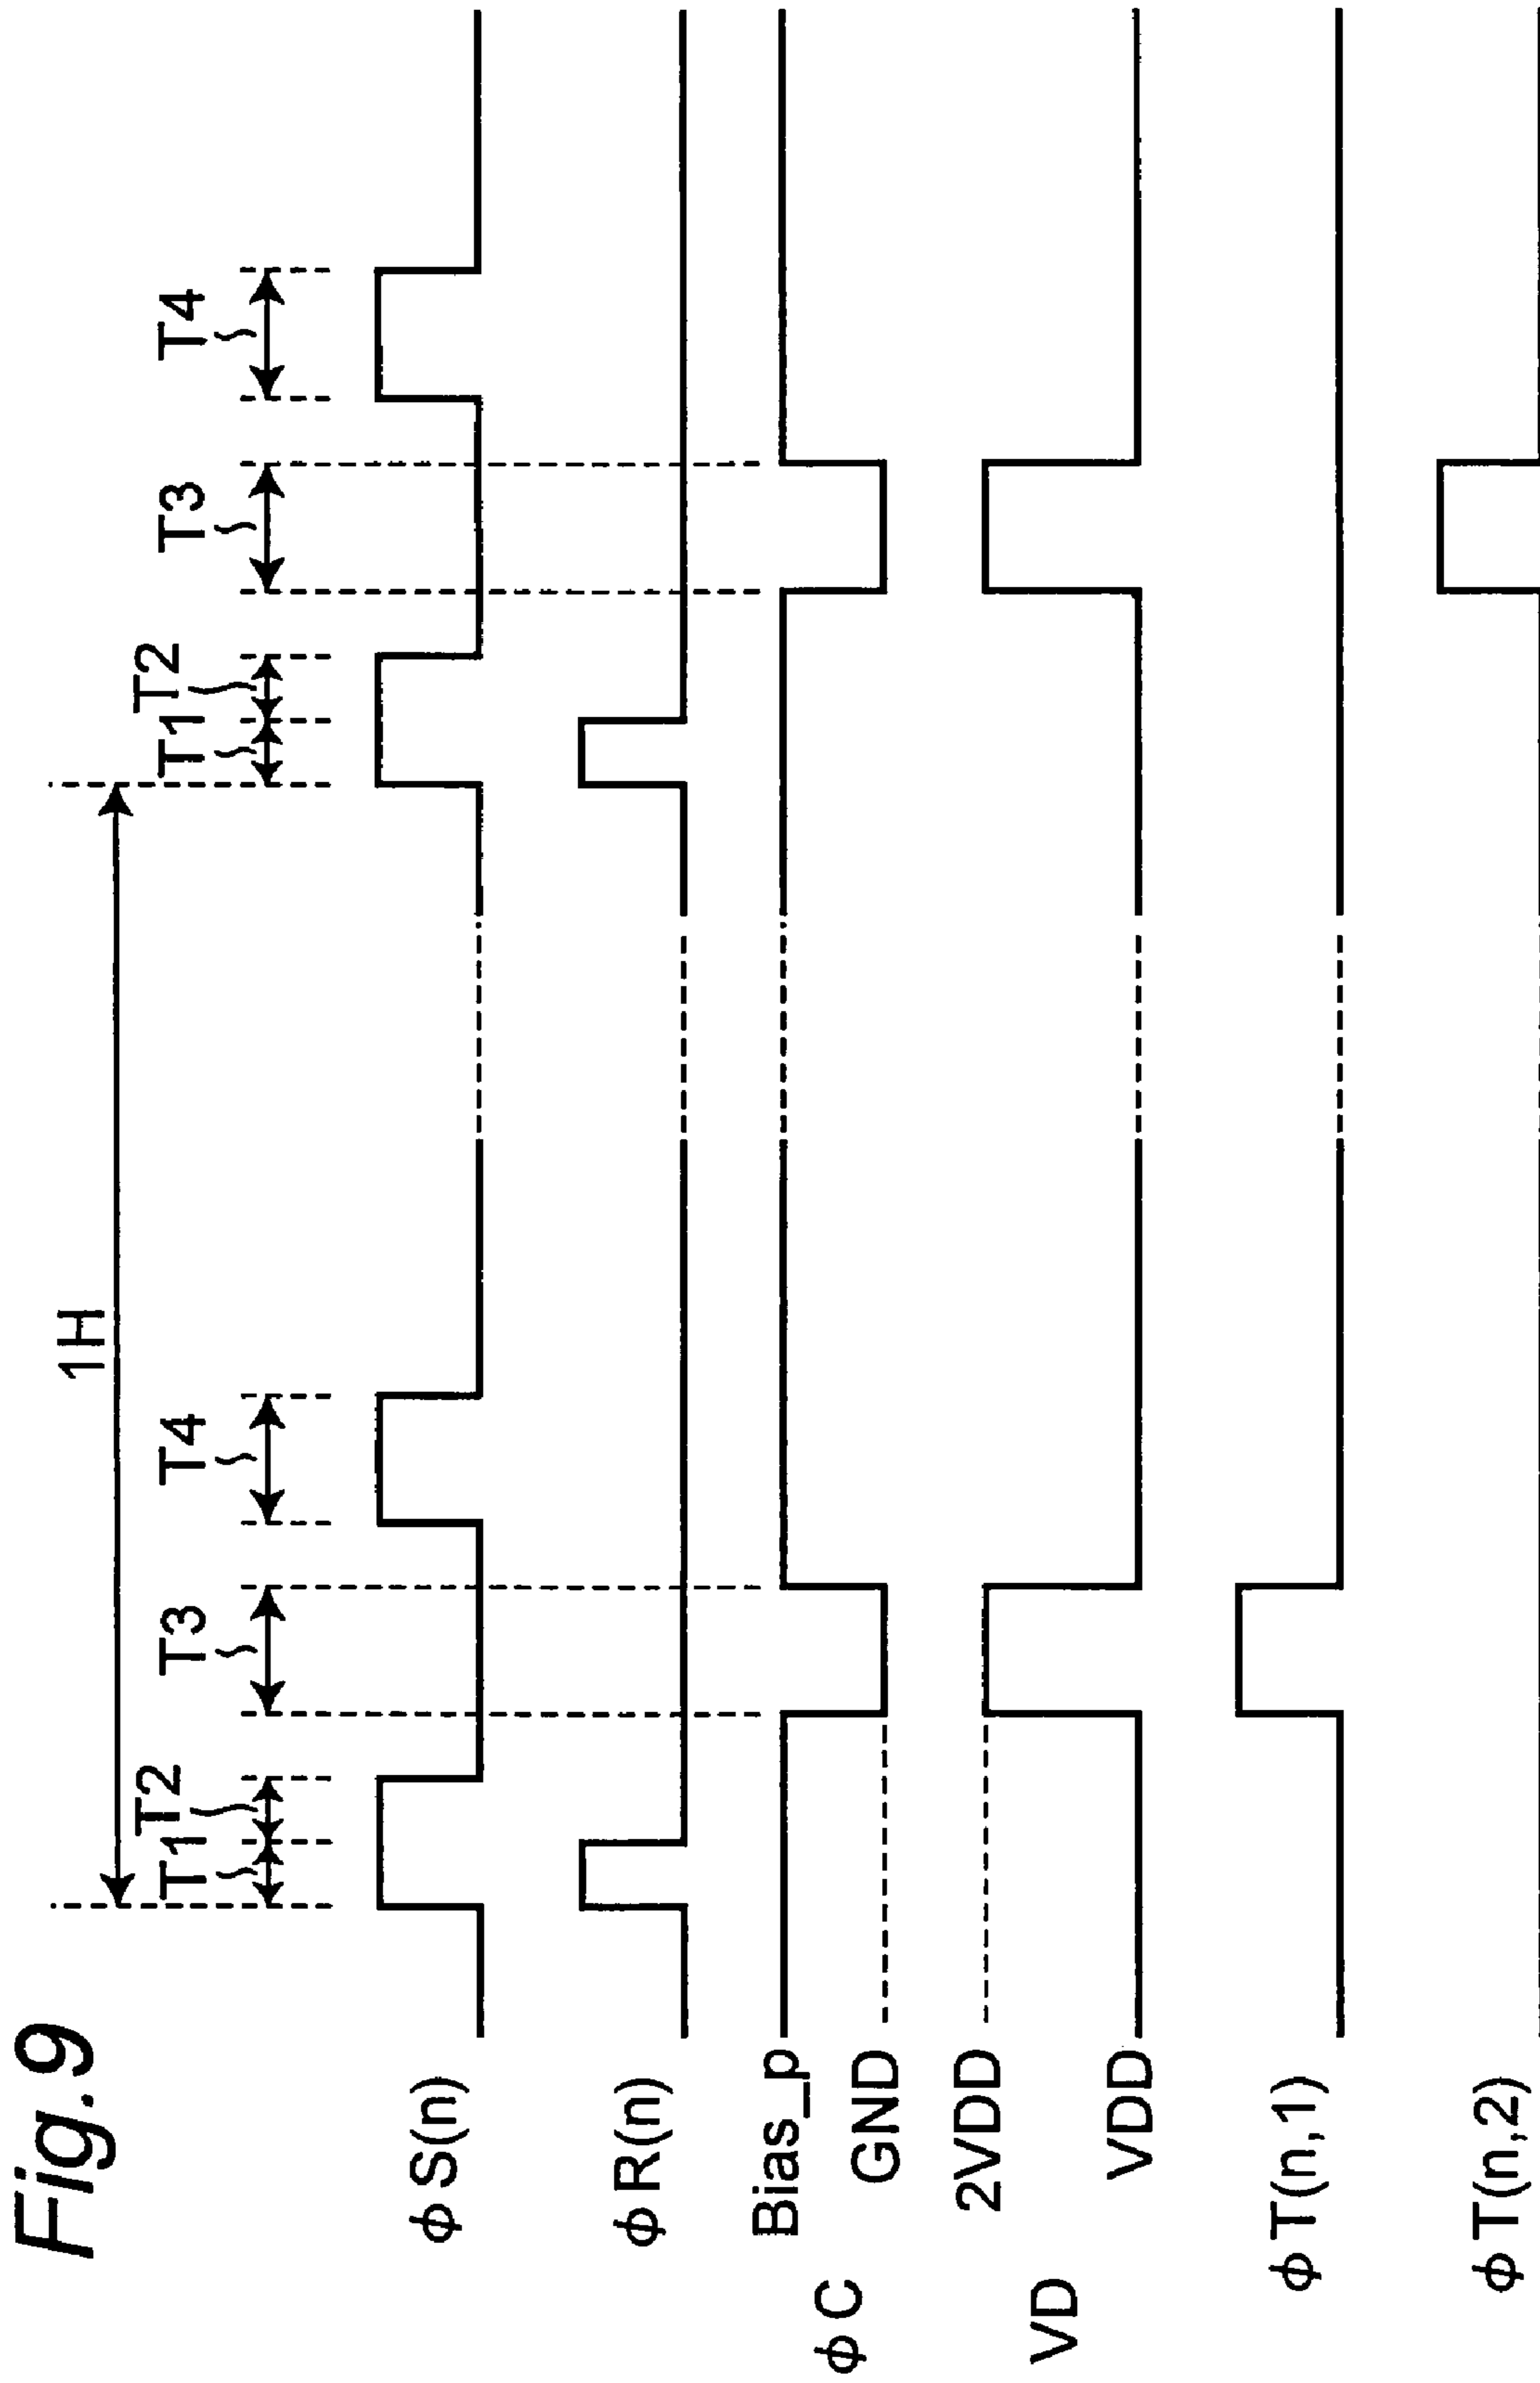 Fig.9
1H
T1 T2 T3 T4 T1 T2 T3 T4
φS(n)
φR(n)
φC
Bias_p
GND
VD
2VDD
VDD
φT(n,1)
φT(n,2)